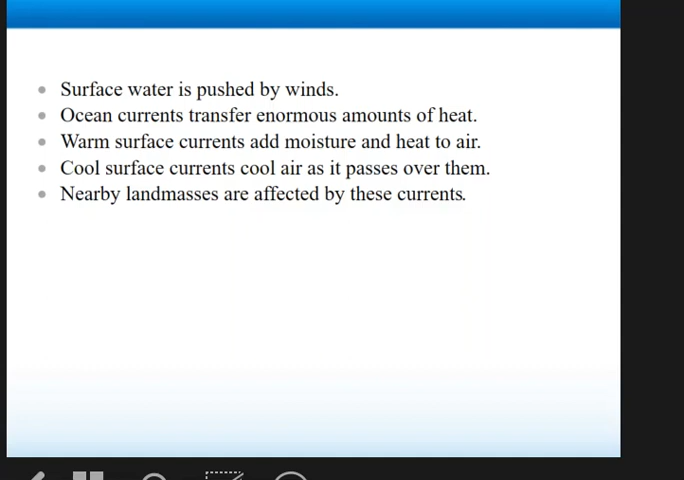 Surface water is pushed by winds.
Ocean currents transfer enormous amounts of heat.
Warm surface currents add moisture and heat to air.
Cool surface currents cool air as it passes over them.
Nearby landmasses are affected by these currents.